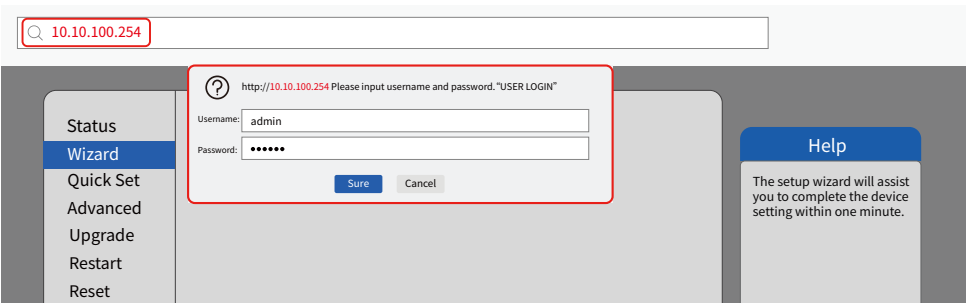 10.10.100.254
http://10.10.100.254 Please input username and password. “USER LOGIN”
Username: admin
Password: ••••••
Sure Cancel
Status
Wizard
Quick Set
Advanced
Upgrade
Restart
Reset
Help
The setup wizard will assist
you to complete the device
setting within one minute.